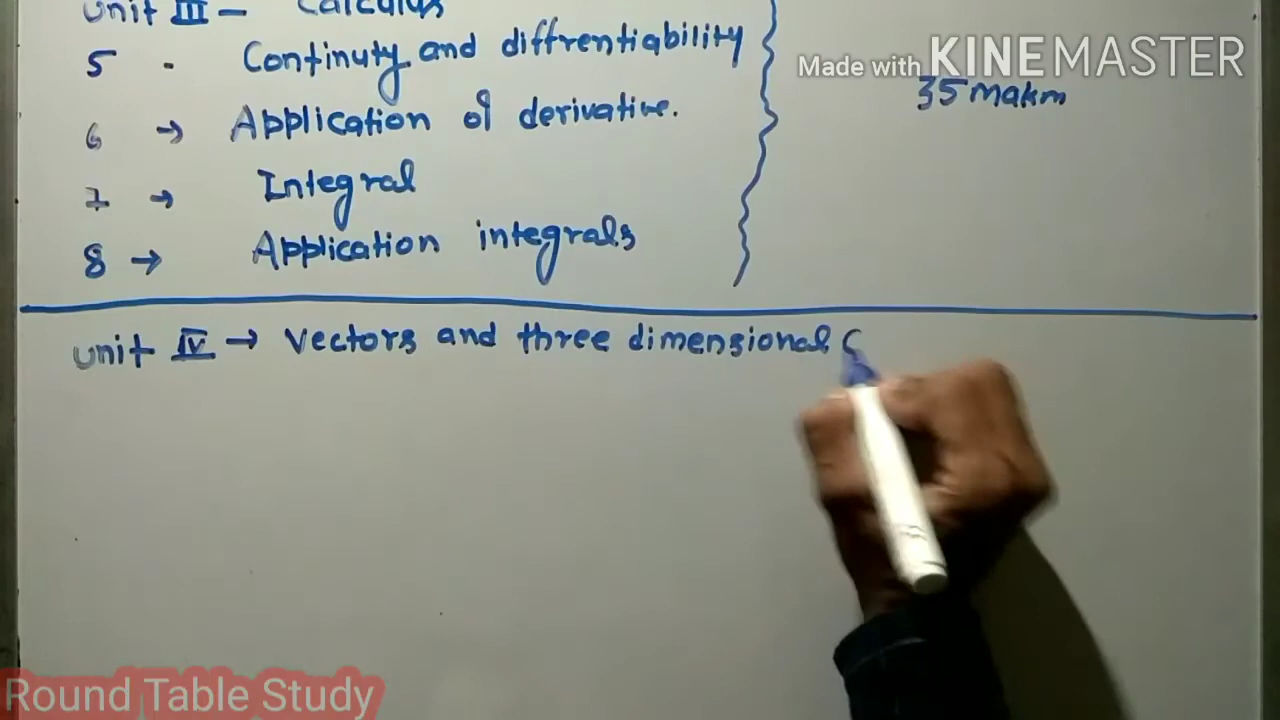 unit III - Calculus
5 - Continuty and diffrentiability
6 → Application of derivative.
7 → Integral
8 → Application integrals
Made with KINEMASTER
35 makm
unit IV → Vectors and three dimensional
Round Table Study